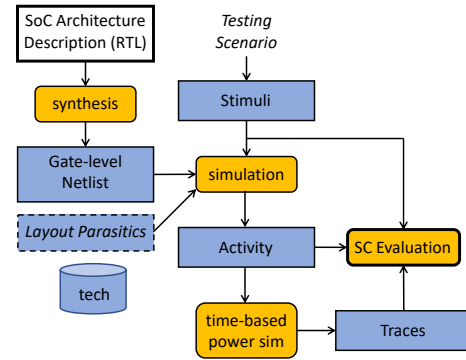 SoC Architecture
Description (RTL)
Testing
Scenario
synthesis
Stimuli
Gate-level
Netlist
simulation
Layout Parasitics
Activity
SC Evaluation
tech
time-based
power sim
Traces